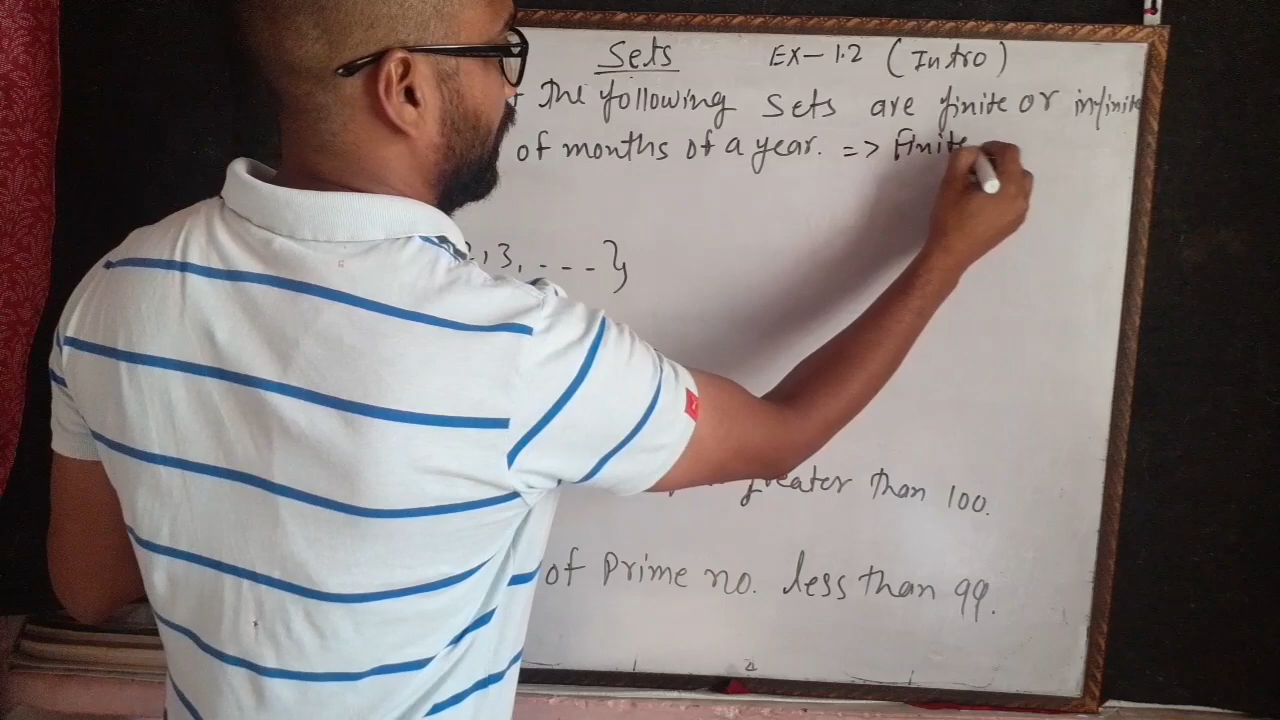 Sets EX-1.2 (Intro)
the following sets are finite or infinite
of months of a year. => Finite
,3, ---}
greater than 100.
of Prime no. less than 99.